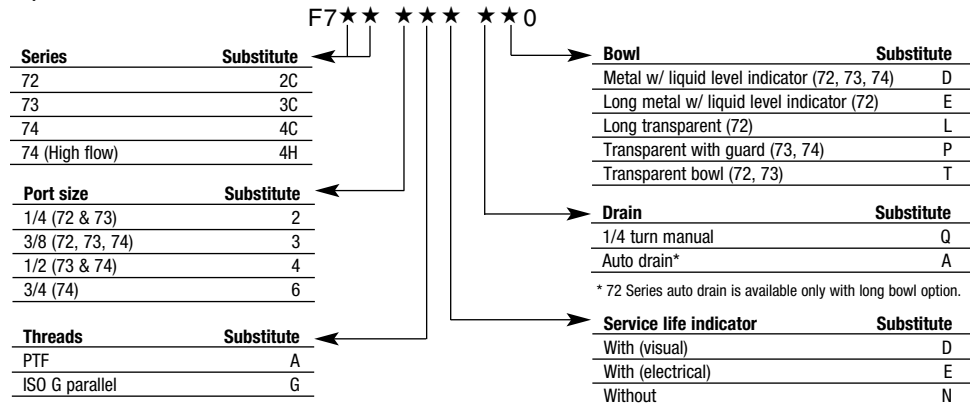 F7★★ ★★★ ★★0
Series Substitute
72 2C
73 3C
74 4C
74 (High flow) 4H
Port size Substitute
1/4 (72 & 73) 2
3/8 (72, 73, 74) 3
1/2 (73 & 74) 4
3/4 (74) 6
Threads Substitute
PTF A
ISO G parallel G
Bowl Substitute
Metal w/ liquid level indicator (72, 73, 74) D
Long metal w/ liquid level indicator (72) E
Long transparent (72) L
Transparent with guard (73, 74) P
Transparent bowl (72, 73) T
Drain Substitute
1/4 turn manual Q
Auto drain* A
* 72 Series auto drain is available only with long bowl option.
Service life indicator Substitute
With (visual) D
With (electrical) E
Without N